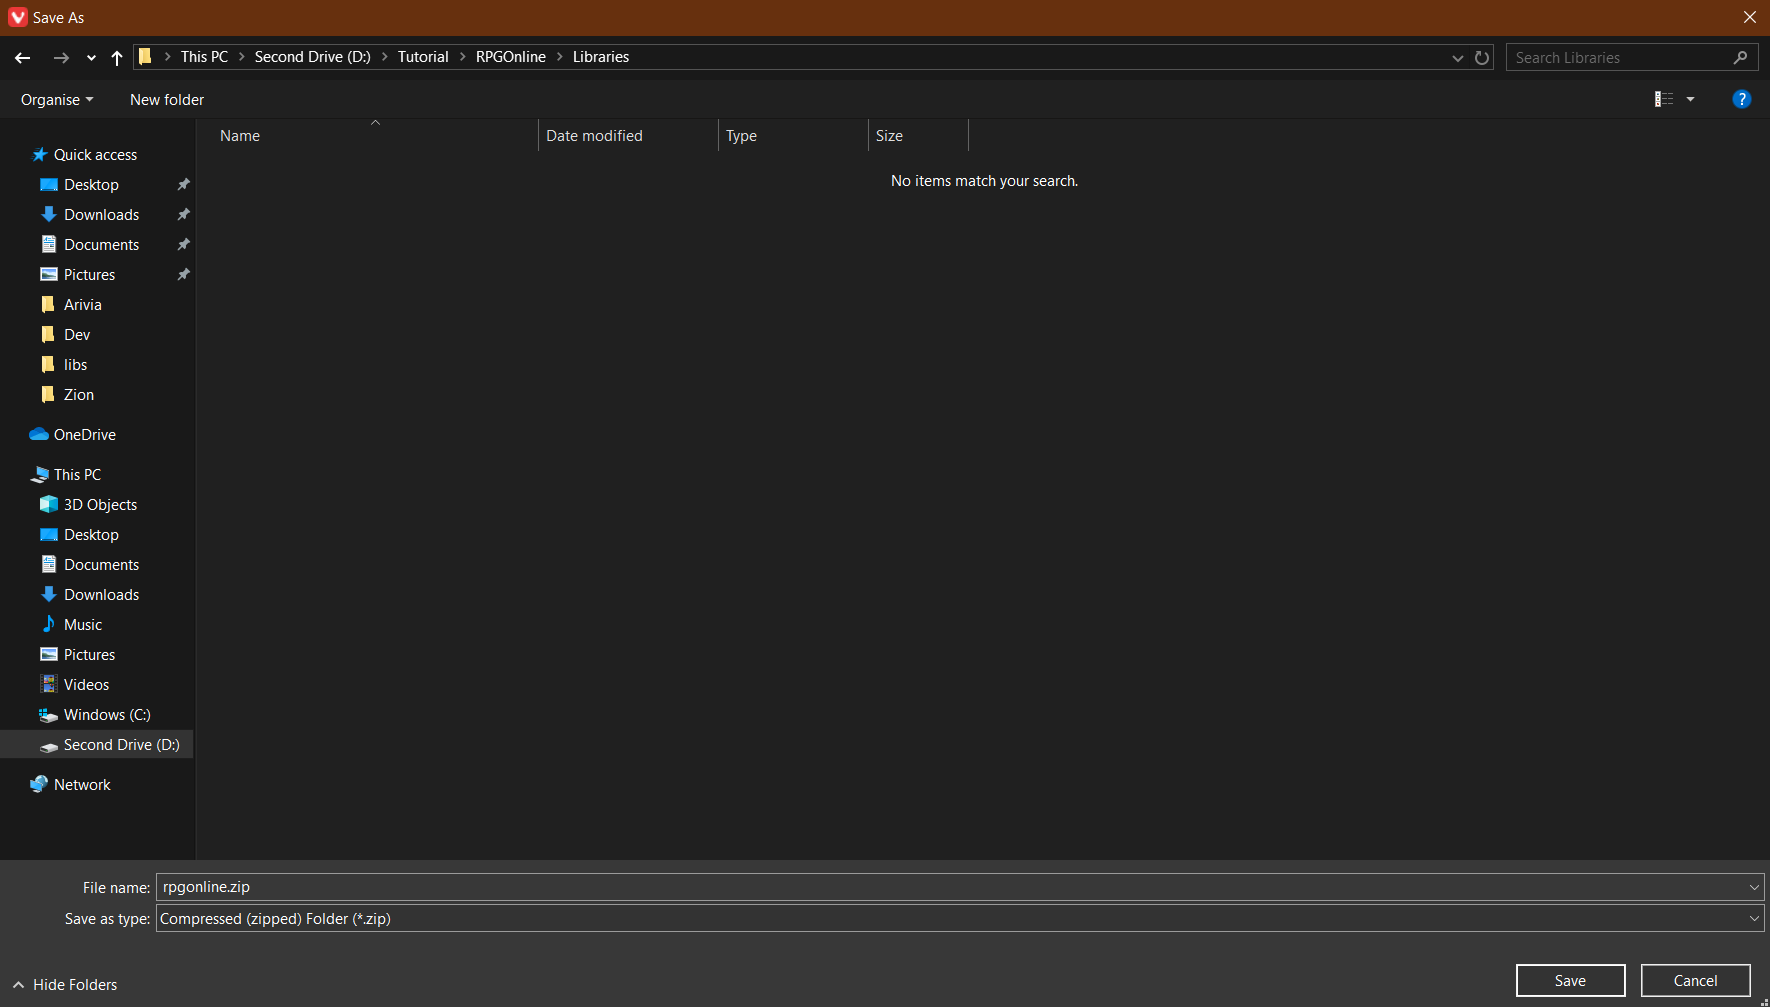 Save As
This PC > Second Drive (D:) > Tutorial > RPGOnline > Libraries
Search Libraries
Organise
New folder
?
Name
Date modified
Type
Size
No items match your search.
Quick access
Desktop
Downloads
Documents
Pictures
Arivia
Dev
libs
Zion
OneDrive
This PC
3D Objects
Desktop
Documents
Downloads
Music
Pictures
Videos
Windows (C:)
Second Drive (D:)
Network
File name: rpgonline.zip
Save as type: Compressed (zipped) Folder (*.zip)
Hide Folders
Save
Cancel